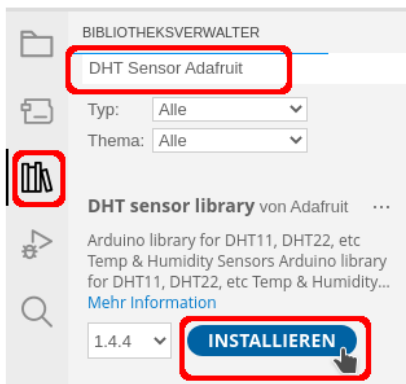 BIBLIOTHEKSVERWALTER
DHT Sensor Adafruit
Typ: Alle
Thema: Alle
DHT sensor library von Adafruit ...
Arduino library for DHT11, DHT22, etc
Temp & Humidity Sensors Arduino library
for DHT11, DHT22, etc Temp & Humidity...
Mehr Information
1.4.4 INSTALLIEREN